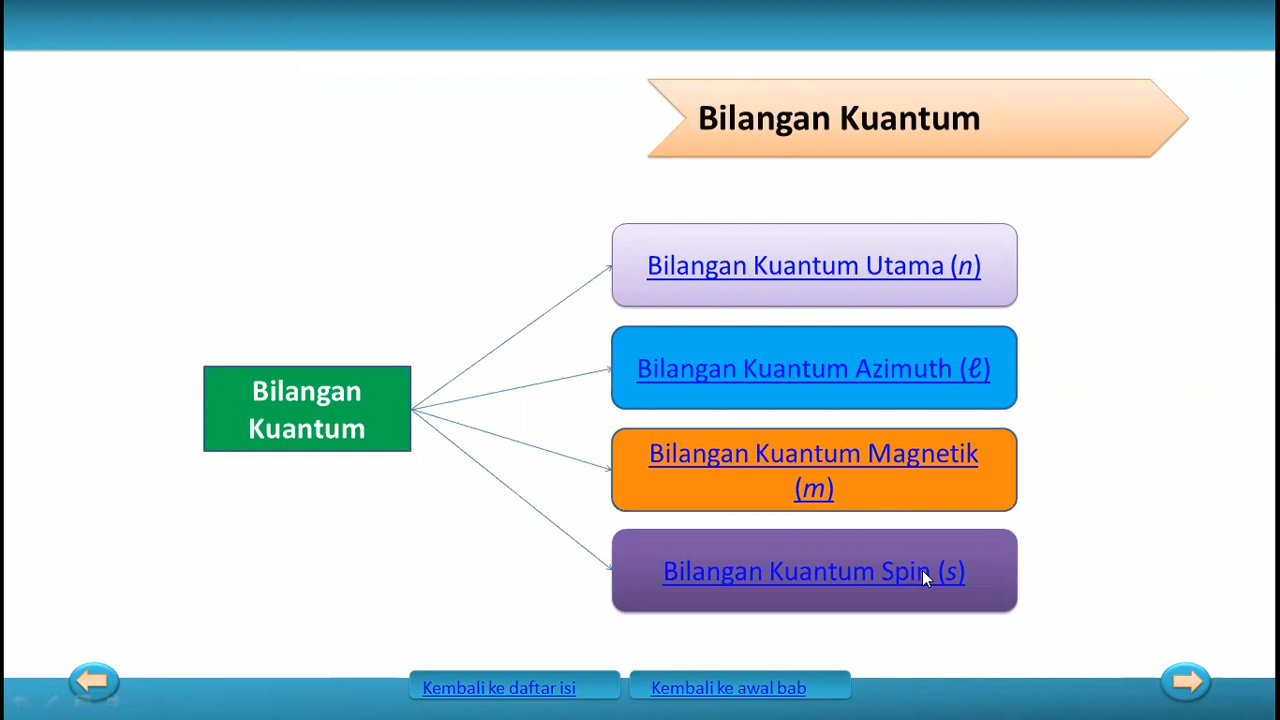 Bilangan Kuantum
Bilangan Kuantum Utama (n)
Bilangan
Kuantum
Bilangan Kuantum Azimuth (ℓ)
Bilangan Kuantum Magnetik
(m)
Bilangan Kuantum Spin (s)
Kembali ke daftar isi
Kembali ke awal bab